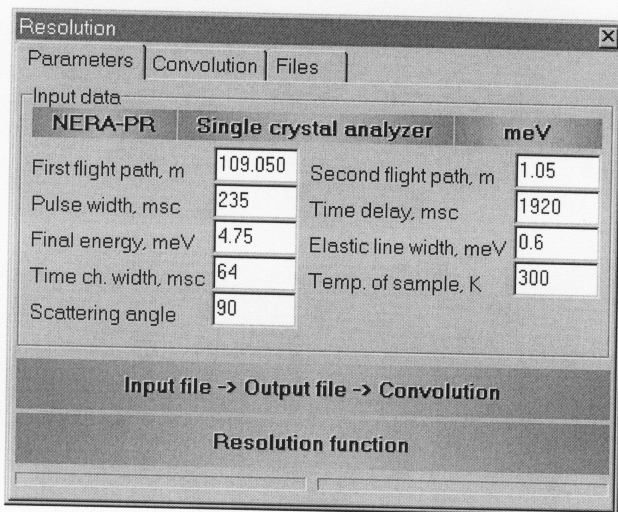 Resolution
Parameters Convolution Files
Input data
NERA-PR Single crystal analyzer meV
First flight path, m 109.050 Second flight path, m 1.05
Pulse width, msc 235 Time delay, msc 1920
Final energy, meV 4.75 Elastic line width, meV 0.6
Time ch. width, msc 64 Temp. of sample, K 300
Scattering angle 90
Input file -> Output file -> Convolution
Resolution function